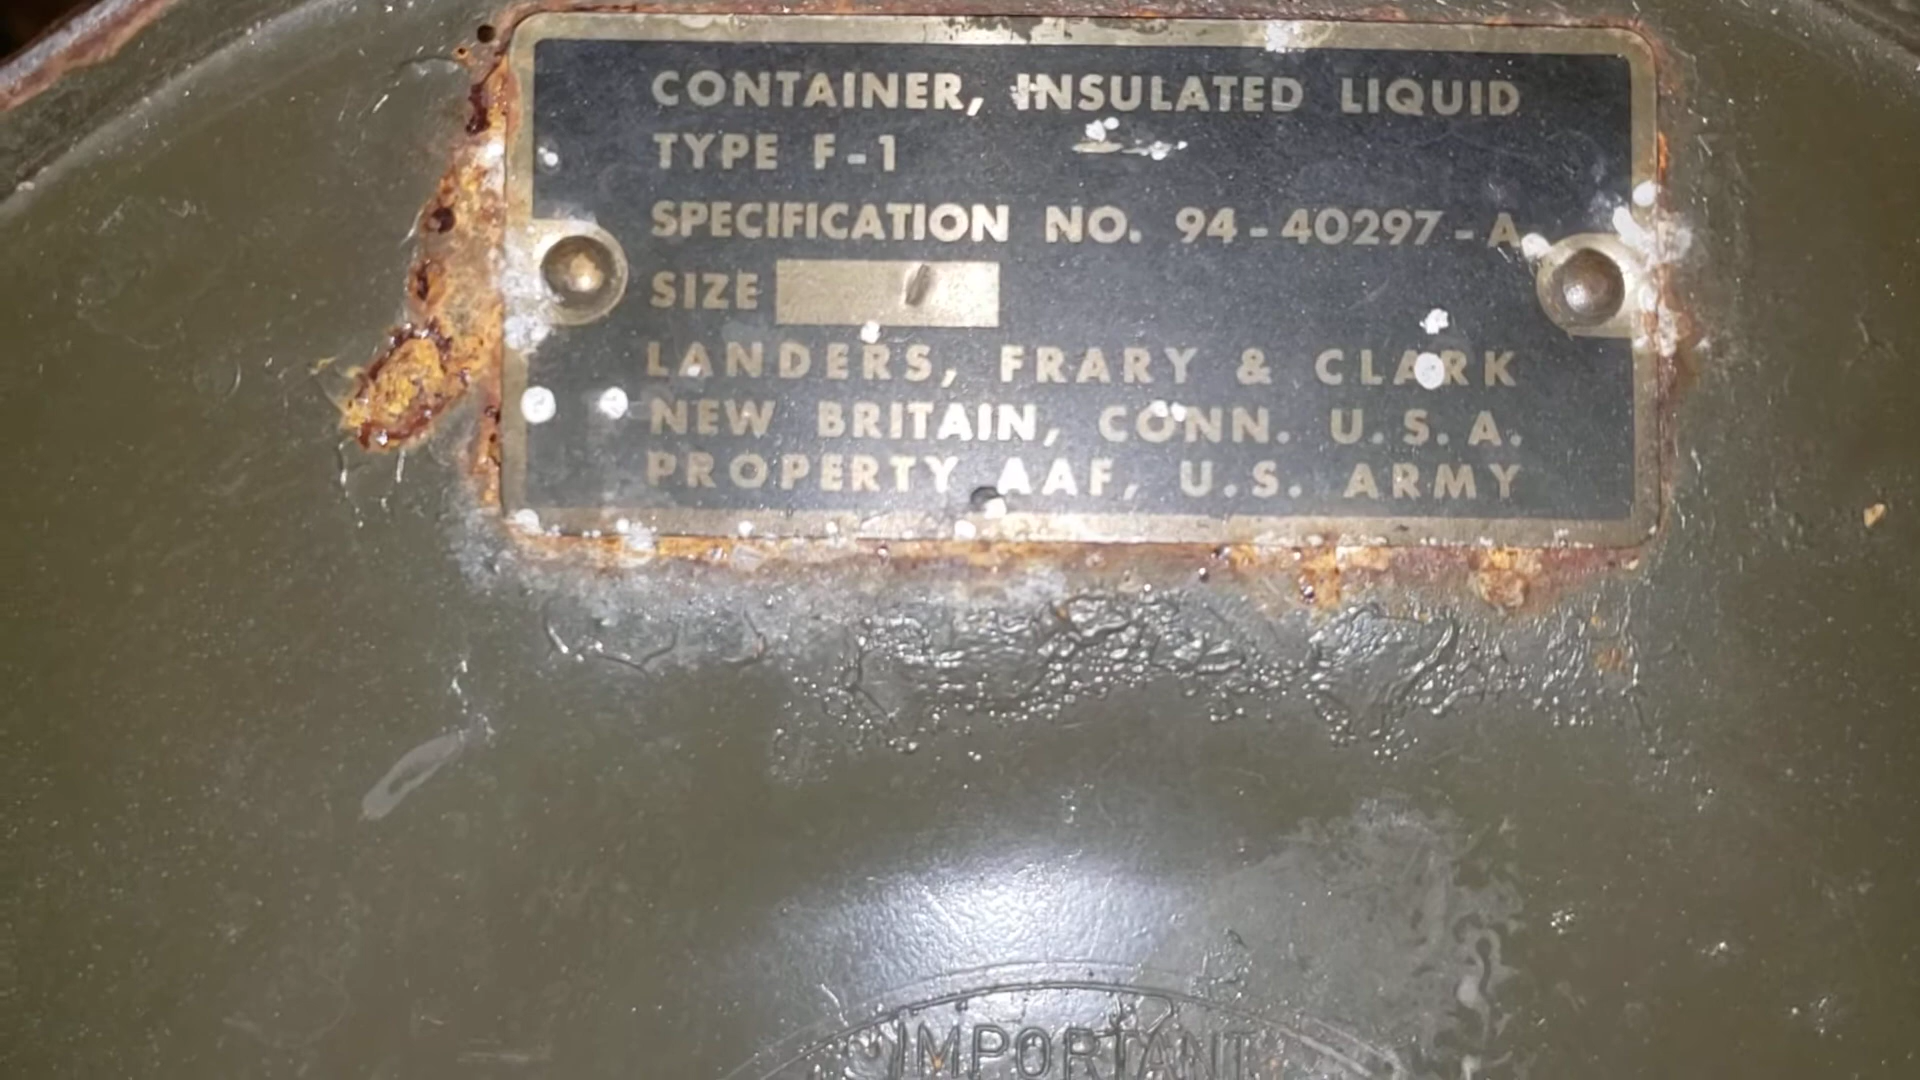 CONTAINER, INSULATED LIQUID
TYPE F-1
SPECIFICATION NO. 94-40297-A
SIZE
LANDERS, FRARY & CLARK
NEW BRITAIN, CONN. U.S.A.
PROPERTY AAF, U.S. ARMY
IMPORTANT